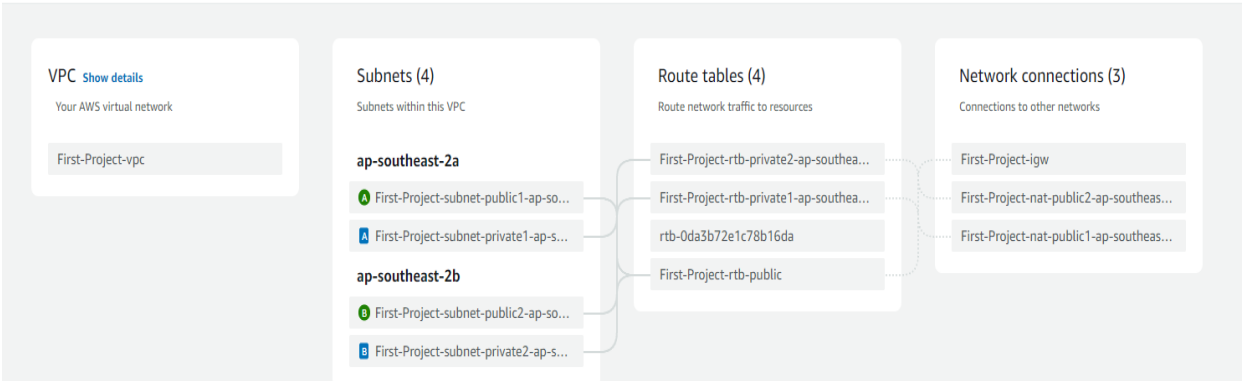 VPC Show details
Your AWS virtual network
First-Project-vpc
Subnets (4)
Subnets within this VPC
ap-southeast-2a
A First-Project-subnet-public1-ap-so...
A First-Project-subnet-private1-ap-s...
ap-southeast-2b
B First-Project-subnet-public2-ap-so...
B First-Project-subnet-private2-ap-s...
Route tables (4)
Route network traffic to resources
First-Project-rtb-private2-ap-southea...
First-Project-rtb-private1-ap-southea...
rtb-0da3b72e1c78b16da
First-Project-rtb-public
Network connections (3)
Connections to other networks
First-Project-igw
First-Project-nat-public2-ap-southeas...
First-Project-nat-public1-ap-southeas...